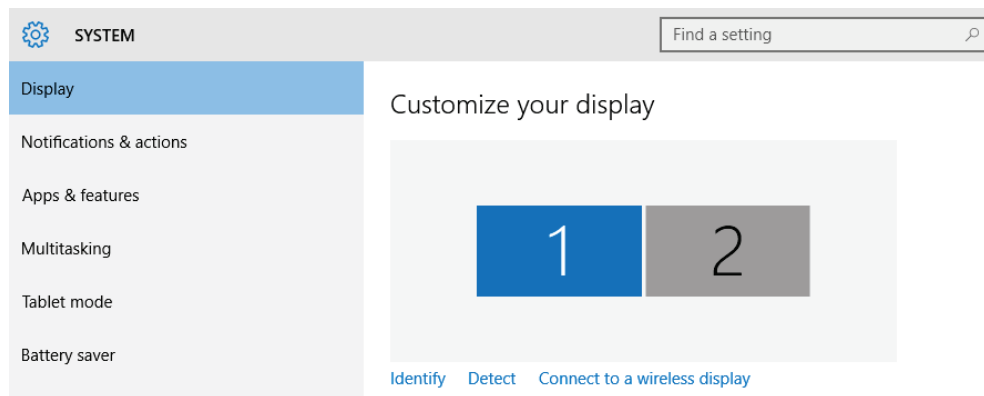 SYSTEM
Find a setting
Display
Notifications & actions
Apps & features
Multitasking
Tablet mode
Battery saver
Customize your display
1 2
Identify Detect Connect to a wireless display